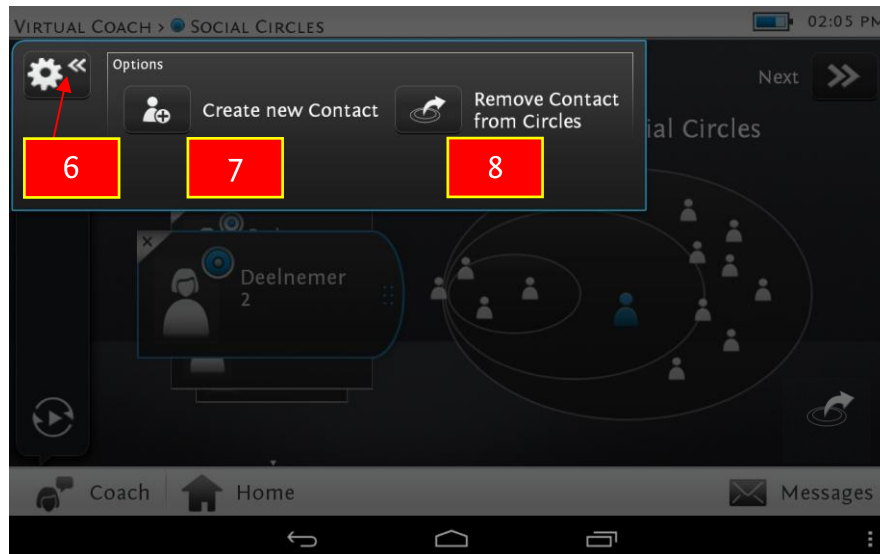 VIRTUAL COACH > SOCIAL CIRCLES
02:05 PM
Options
Create new Contact
Remove Contact
from Circles
Next
ial Circles
6
7
8
Deelnemer
2
Coach
Home
Messages